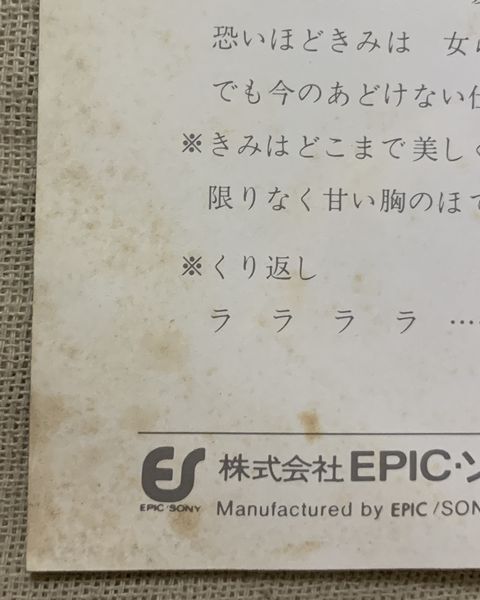 恐いほどきみは 女
でも今のあどけない
※きみはどこまで美しく
限りなく甘い胸のほて
※くり返し
ラ ラ ラ ラ ……
ES 株式会社EPIC・ソ
EPIC/SONY Manufactured by EPIC/SON